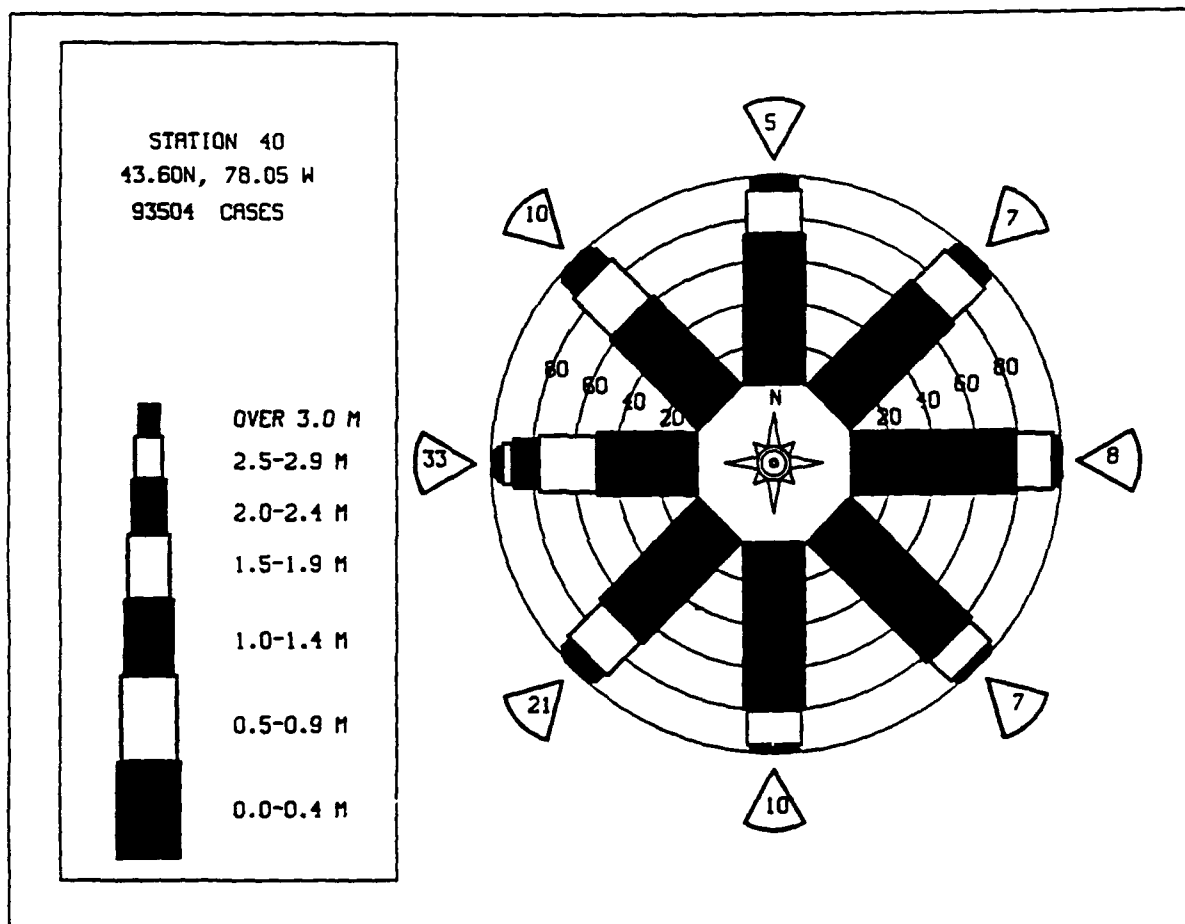 STATION 40
43.60N, 78.05 W
93504 CASES
OVER 3.0 M
2.5-2.9 M
2.0-2.4 M
1.5-1.9 M
1.0-1.4 M
0.5-0.9 M
0.0-0.4 M
5
10
7
80
60
40
20
N
20
40
60
80
33
8
21
7
10